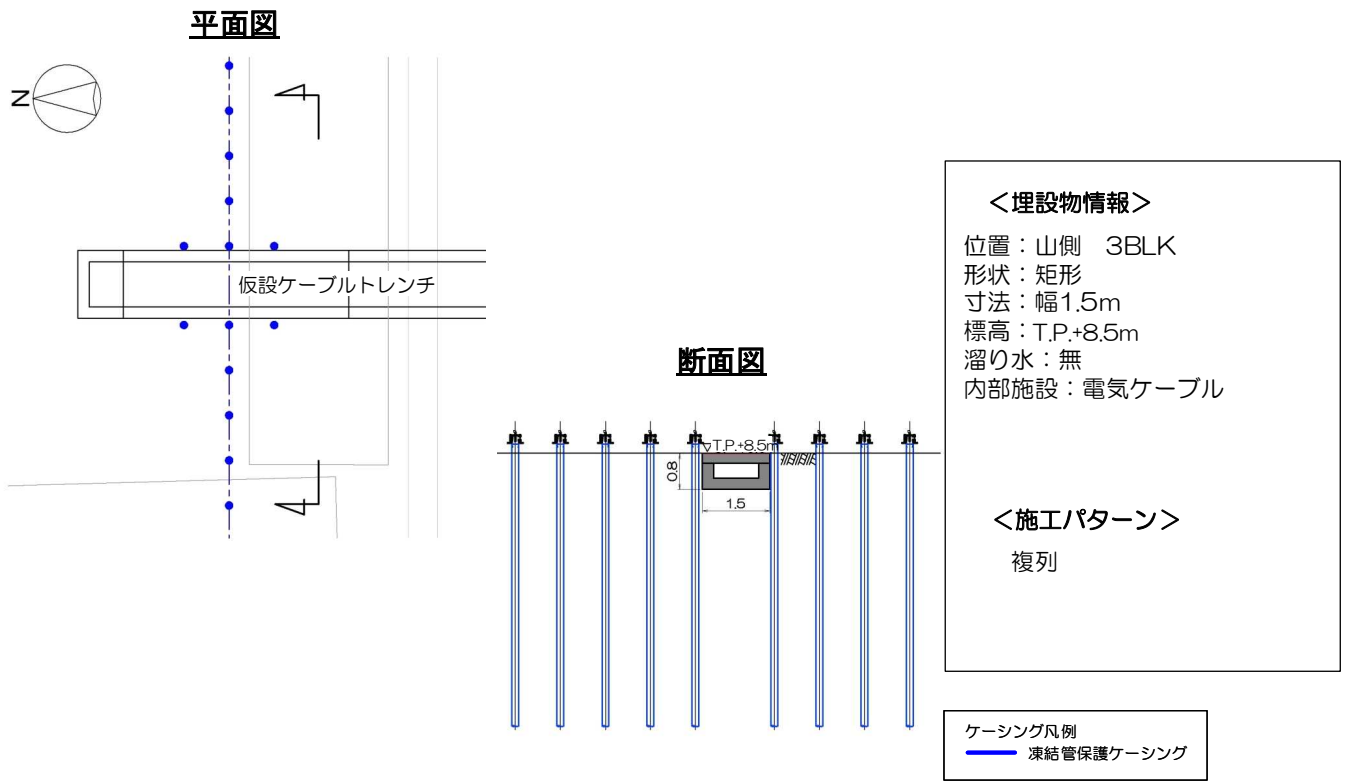 平面図
N
仮設ケーブルトレンチ
断面図
▽T.P.+8.5m
0.8
1.5
<埋設物情報>
位置：山側　3BLK
形状：矩形
寸法：幅1.5m
標高：T.P.+8.5m
溜り水：無
内部施設：電気ケーブル
<施工パターン>
複列
ケーシング凡例
凍結管保護ケーシング